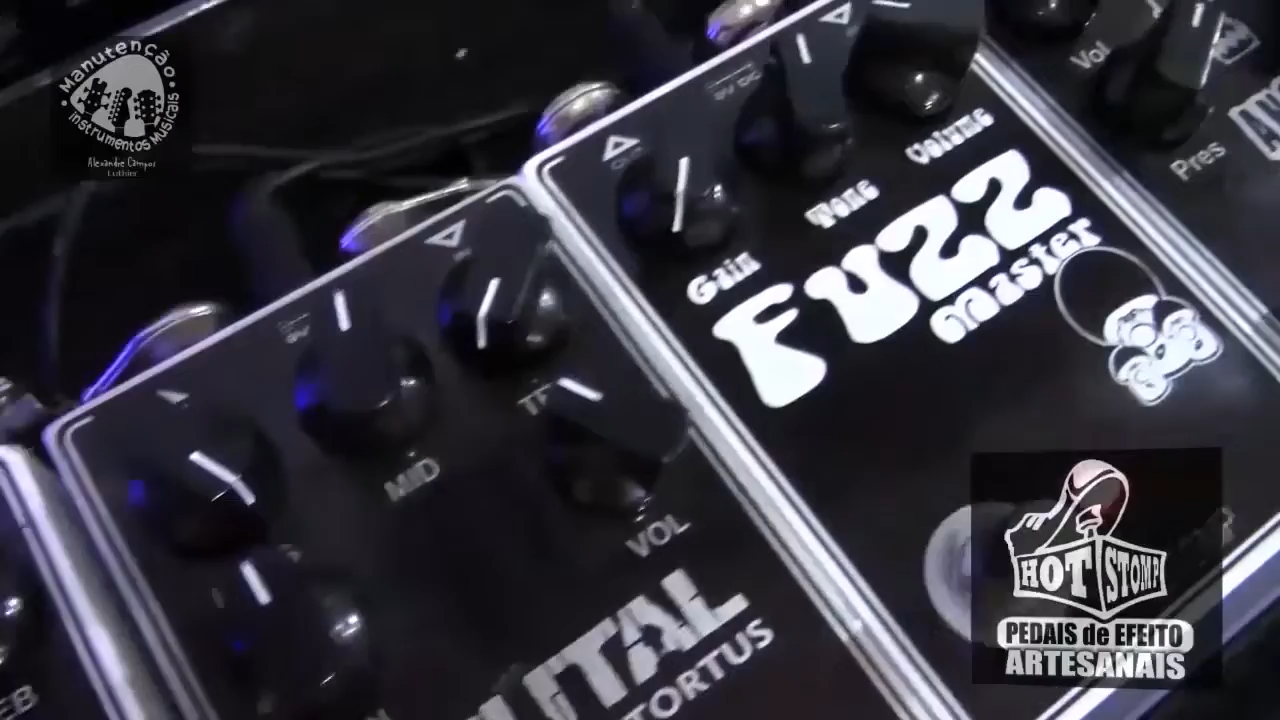 Manutenção
Instrumentos Musicais
Alexandre Campos
Luthier
Vol
Pres
Volume
Tone
Gain
FUZZ
Master
MID
VOL
TORTUS
HOT STOMP
PEDAIS de EFEITO
ARTESANAIS